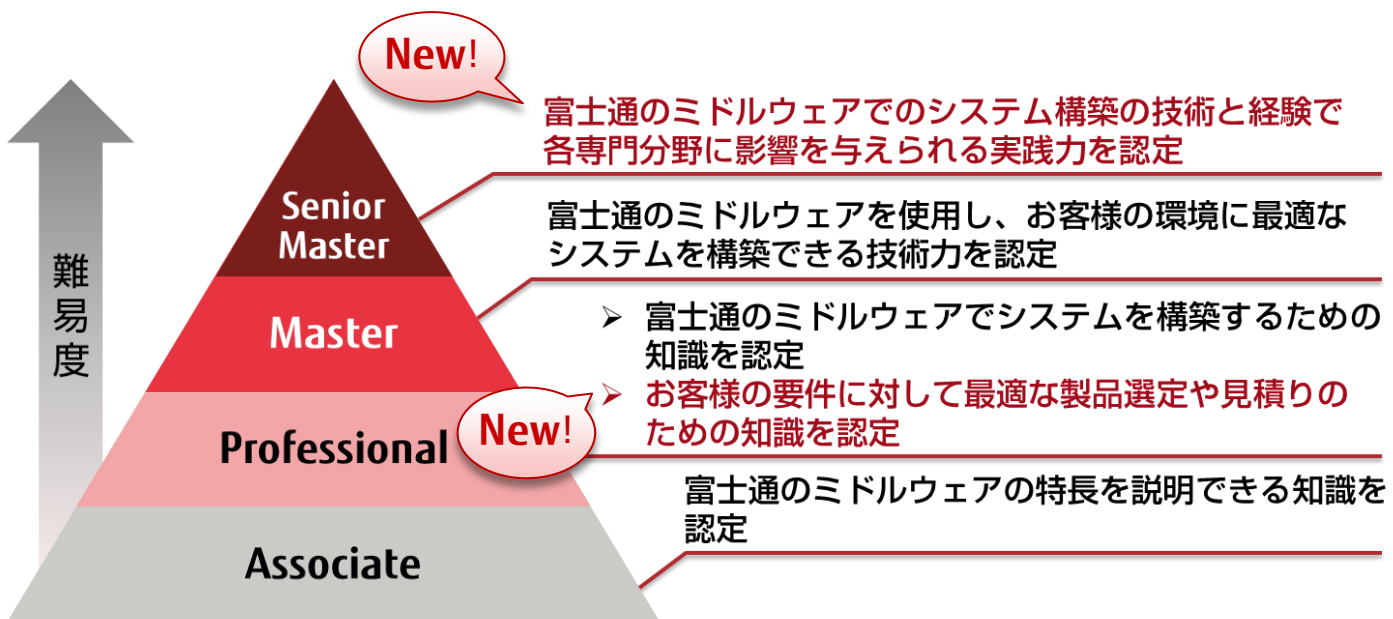 New!
富士通のミドルウェアでのシステム構築の技術と経験で
各専門分野に影響を与えられる実践力を認定
Senior
Master
富士通のミドルウェアを使用し、お客様の環境に最適な
システムを構築できる技術力を認定
難易度
Master
➢ 富士通のミドルウェアでシステムを構築するための
知識を認定
➢ お客様の要件に対して最適な製品選定や見積りの
ための知識を認定
Professional
New!
富士通のミドルウェアの特長を説明できる知識を
認定
Associate